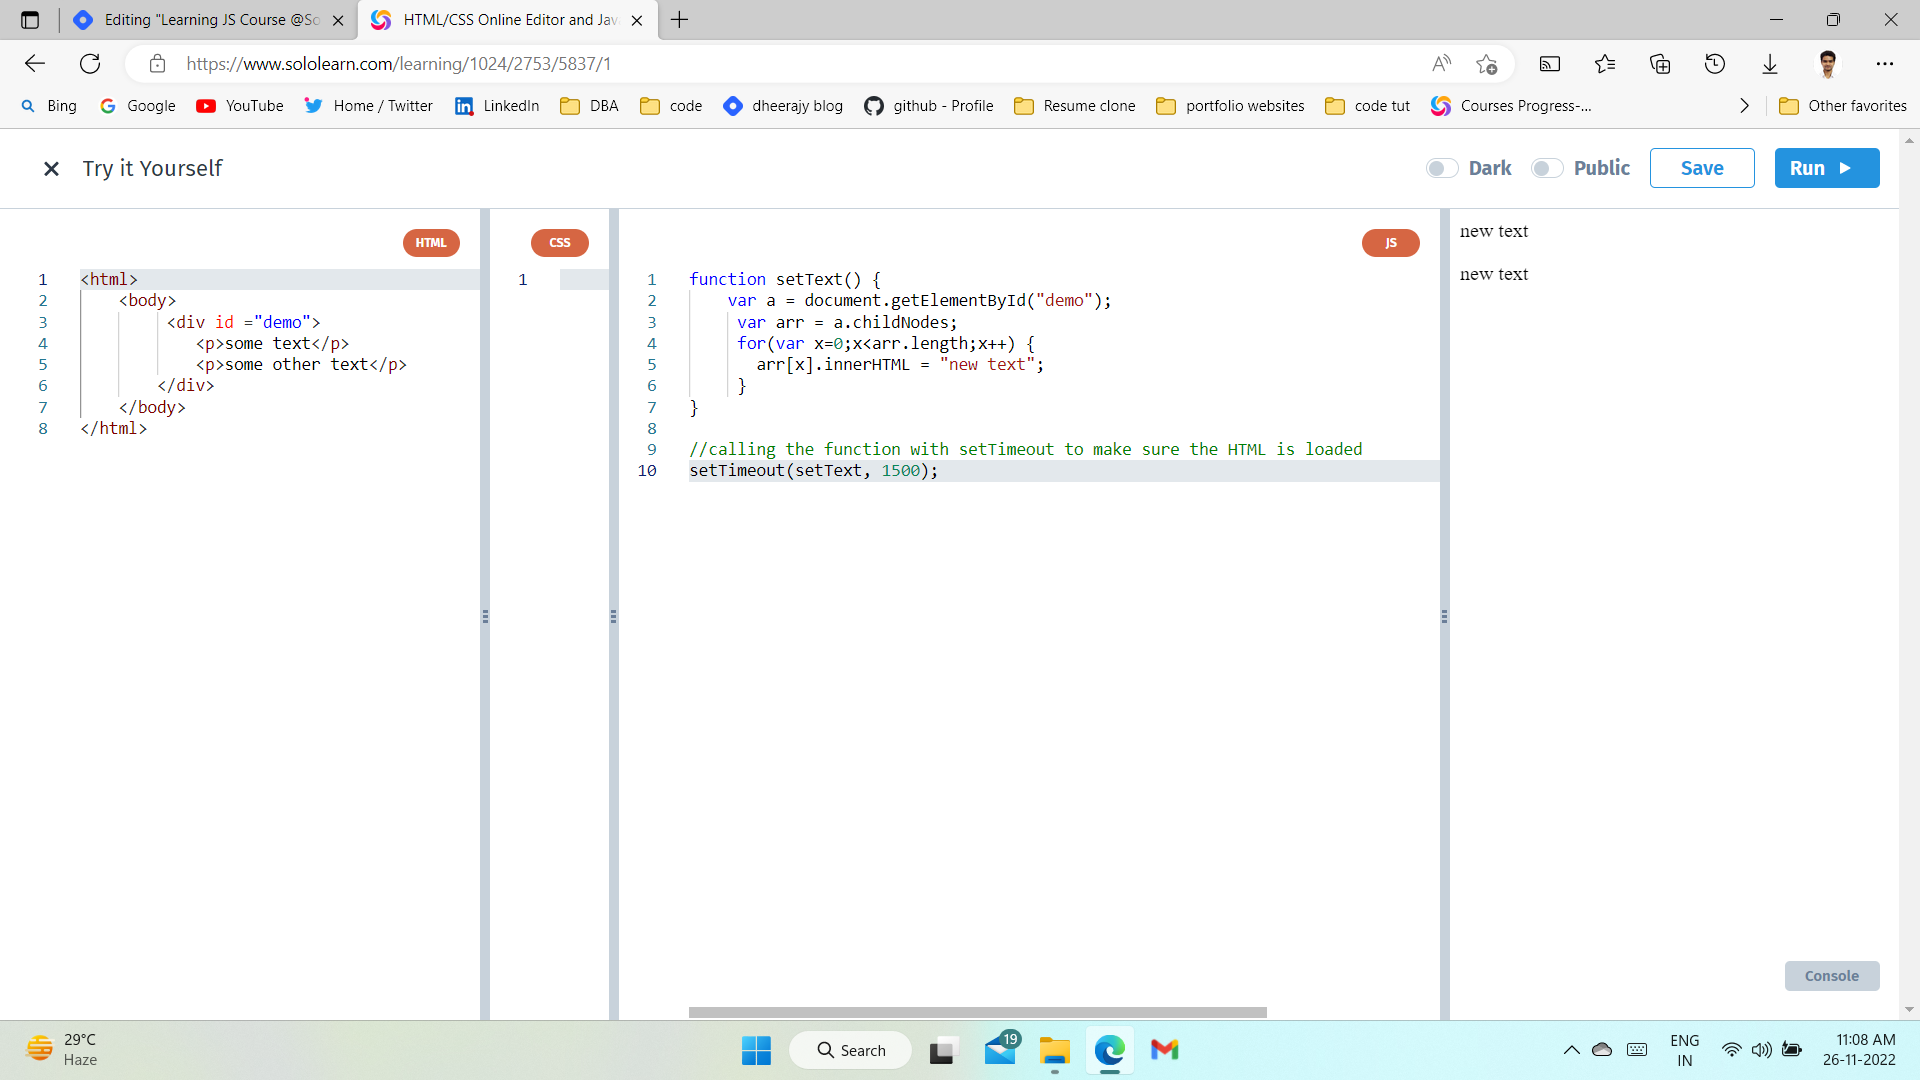 Editing "Learning JS Course @So
HTML/CSS Online Editor and Jav
https://www.sololearn.com/learning/1024/2753/5837/1
Bing Google YouTube Home / Twitter LinkedIn DBA code dheerajy blog github - Profile Resume clone portfolio websites code tut Courses Progress-... Other favorites
Try it Yourself
Dark Public Save Run
HTML
1 <html>
2 <body>
3 <div id ="demo">
4 <p>some text</p>
5 <p>some other text</p>
6 </div>
7 </body>
8 </html>
CSS
1
JS
1 function setText() {
2 var a = document.getElementById("demo");
3 var arr = a.childNodes;
4 for(var x=0;x<arr.length;x++) {
5 arr[x].innerHTML = "new text";
6 }
7 }
8
9 //calling the function with setTimeout to make sure the HTML is loaded
10 setTimeout(setText, 1500);
new text
new text
Console
29°C
Haze
Search
19
ENG
IN
11:08 AM
26-11-2022